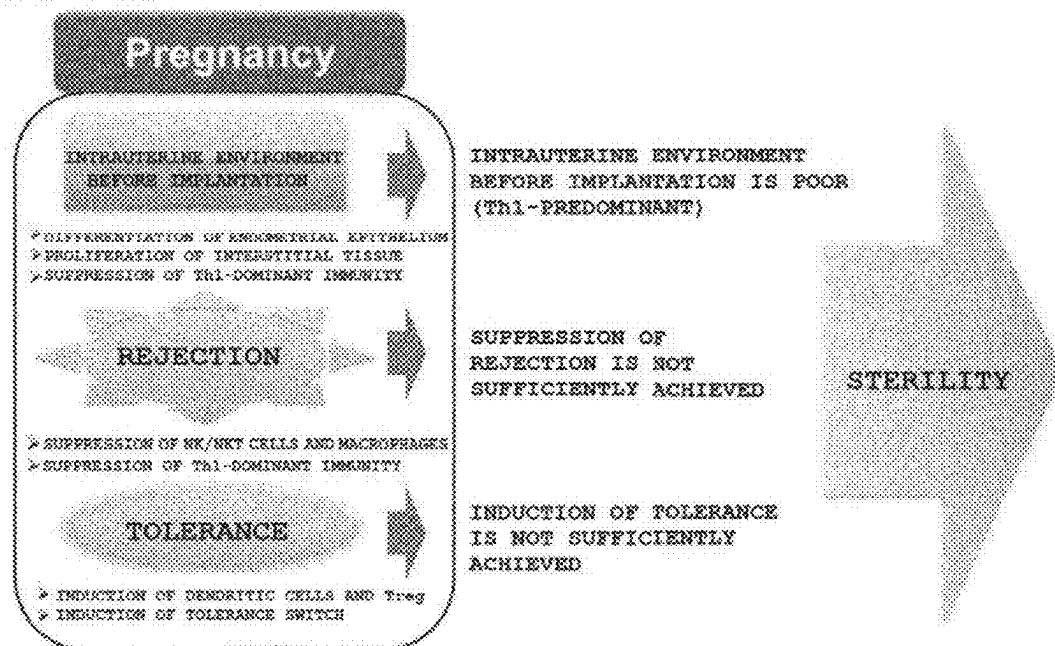 Pregnancy
INTRAUTERINE ENVIRONMENT
BEFORE IMPLANTATION
➢DIFFERENTIATION OF ENDOMETRIAL EPITHELIUM
➢PROLIFERATION OF INTERSTITIAL TISSUE
➢SUPPRESSION OF Th1-DOMINANT IMMUNITY
INTRAUTERINE ENVIRONMENT
BEFORE IMPLANTATION IS POOR
(Th1-PREDOMINANT)
REJECTION
➢SUPPRESSION OF NK/NKT CELLS AND MACROPHAGES
➢SUPPRESSION OF Th1-DOMINANT IMMUNITY
SUPPRESSION OF
REJECTION IS NOT
SUFFICIENTLY ACHIEVED
TOLERANCE
➢INDUCTION OF DENDRITIC CELLS AND Treg
➢INDUCTION OF TOLERANCE SWITCH
INDUCTION OF TOLERANCE
IS NOT SUFFICIENTLY
ACHIEVED
STERILITY